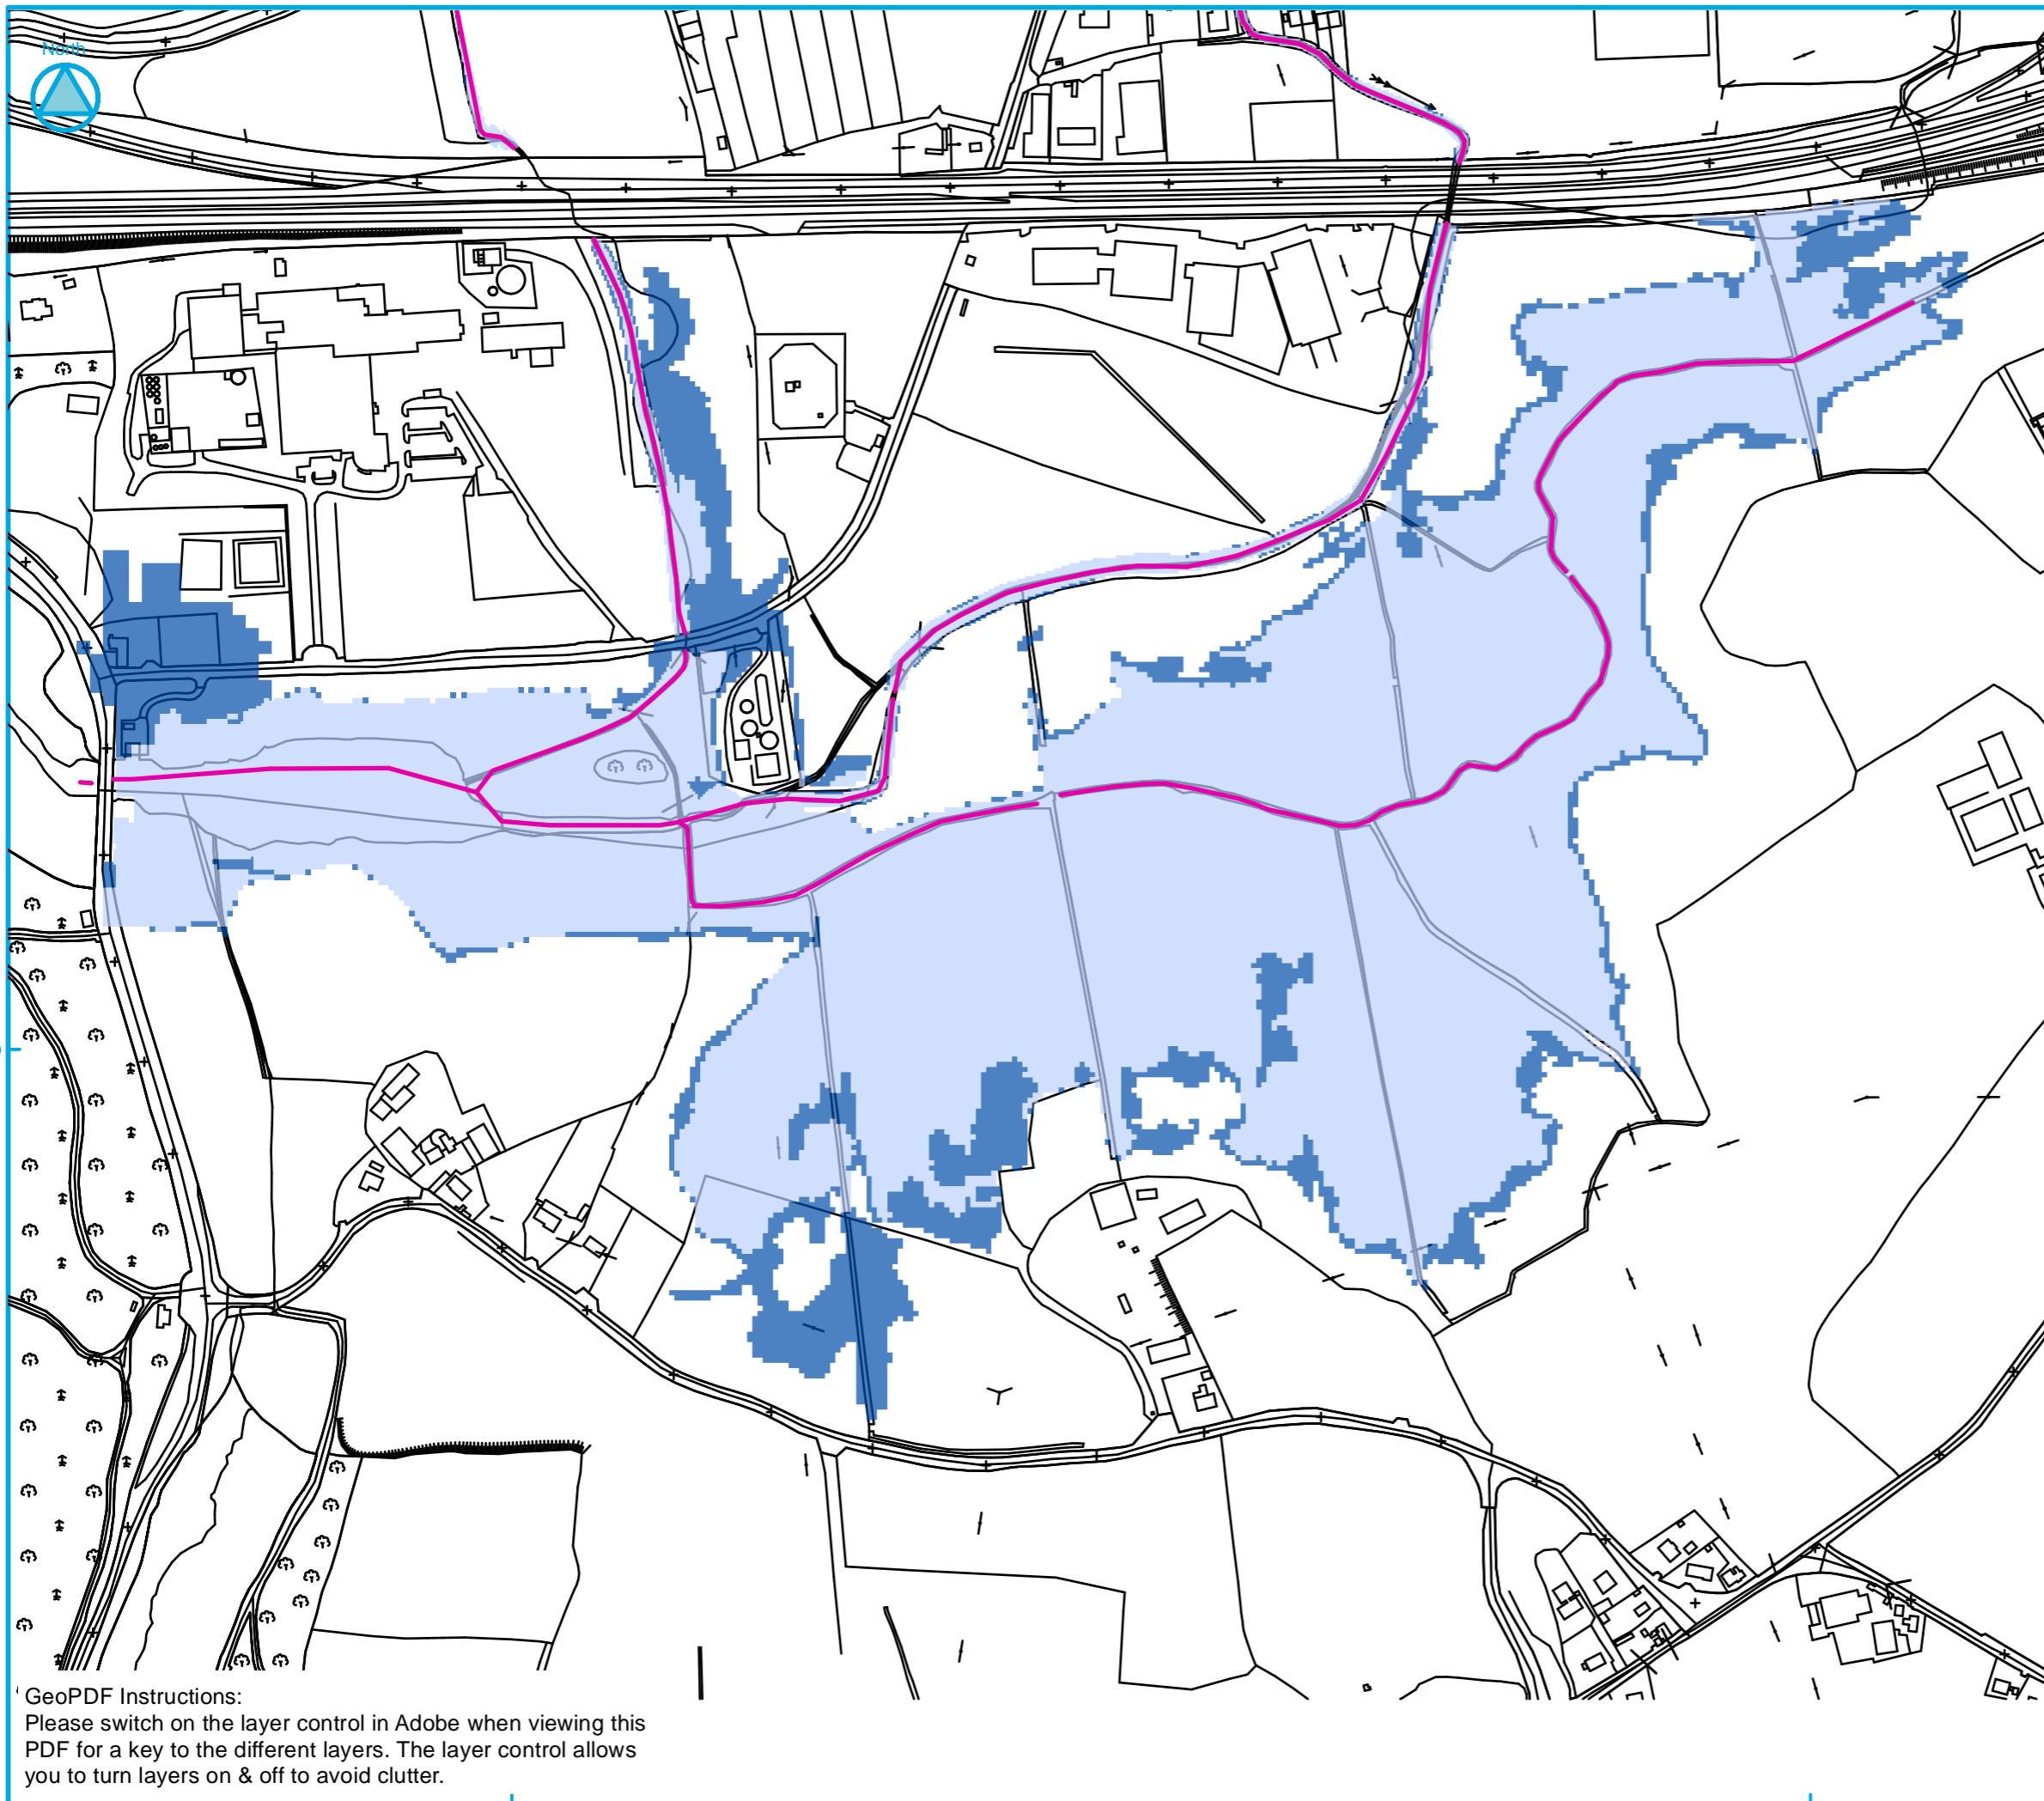 North
GeoPDF Instructions:
Please switch on the layer control in Adobe when viewing this
PDF for a key to the different layers. The layer control allows
you to turn layers on & off to avoid clutter.